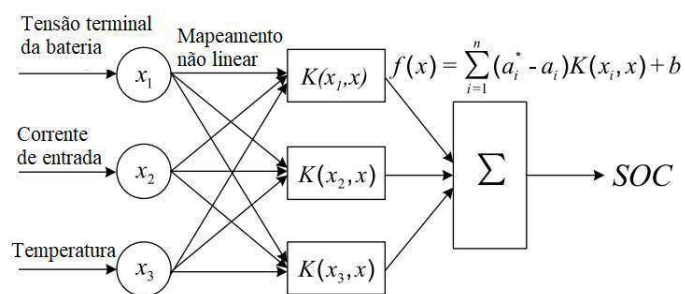 Tensão terminal
da bateria
Mapeamento
não linear
x₁
K(x₁,x)
f(x) = ∑ⁿᵢ₌₁ (aᵢ* - aᵢ)K(xᵢ, x) + b
Corrente
de entrada
x₂
K(x₂,x)
∑
SOC
Temperatura
x₃
K(x₃,x)